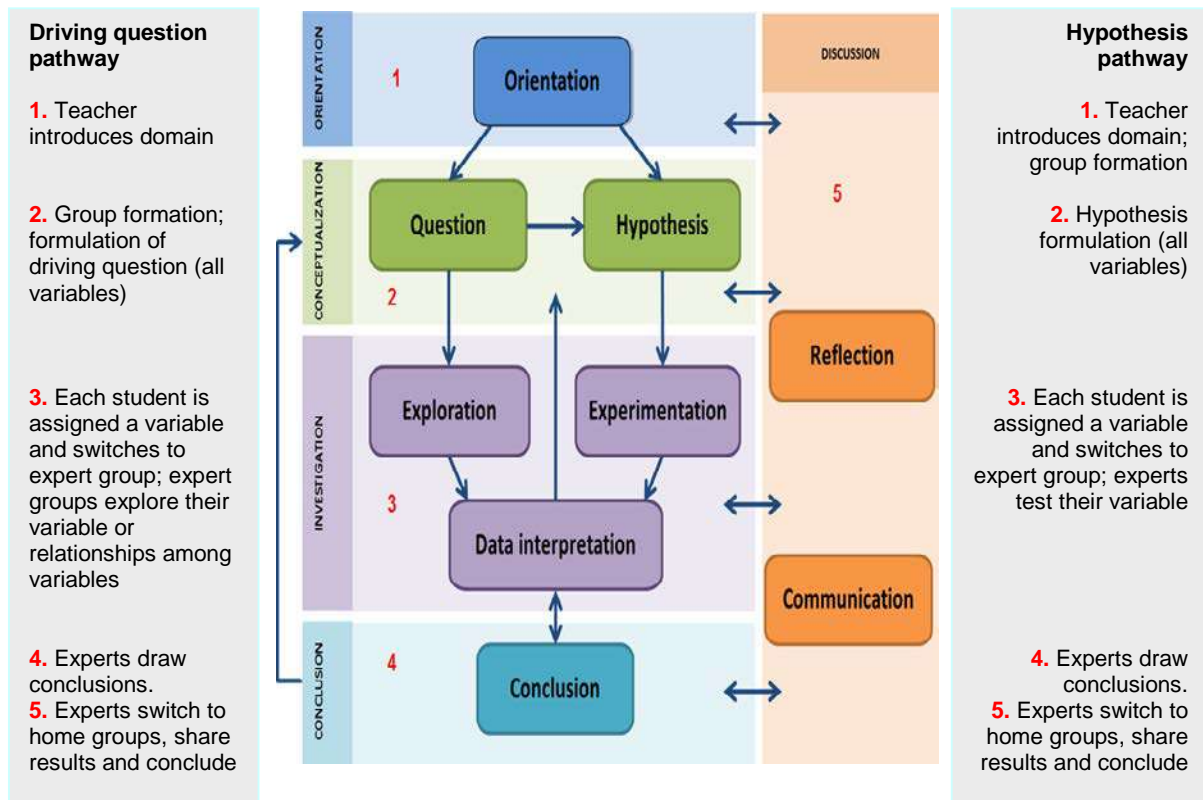 Driving question
pathway
1. Teacher
introduces domain
2. Group formation;
formulation of
driving question (all
variables)
3. Each student is
assigned a variable
and switches to
expert group; expert
groups explore their
variable or
relationships among
variables
4. Experts draw
conclusions.
5. Experts switch to
home groups, share
results and conclude
ORIENTATION
1
Orientation
CONCEPTUALIZATION
Question
Hypothesis
2
INVESTIGATION
Exploration
Experimentation
3
Data interpretation
CONCLUSION
4
Conclusion
DISCUSSION
5
Reflection
Communication
Hypothesis
pathway
1. Teacher
introduces domain;
group formation
2. Hypothesis
formulation (all
variables)
3. Each student is
assigned a variable
and switches to
expert group; experts
test their variable
4. Experts draw
conclusions.
5. Experts switch to
home groups, share
results and conclude